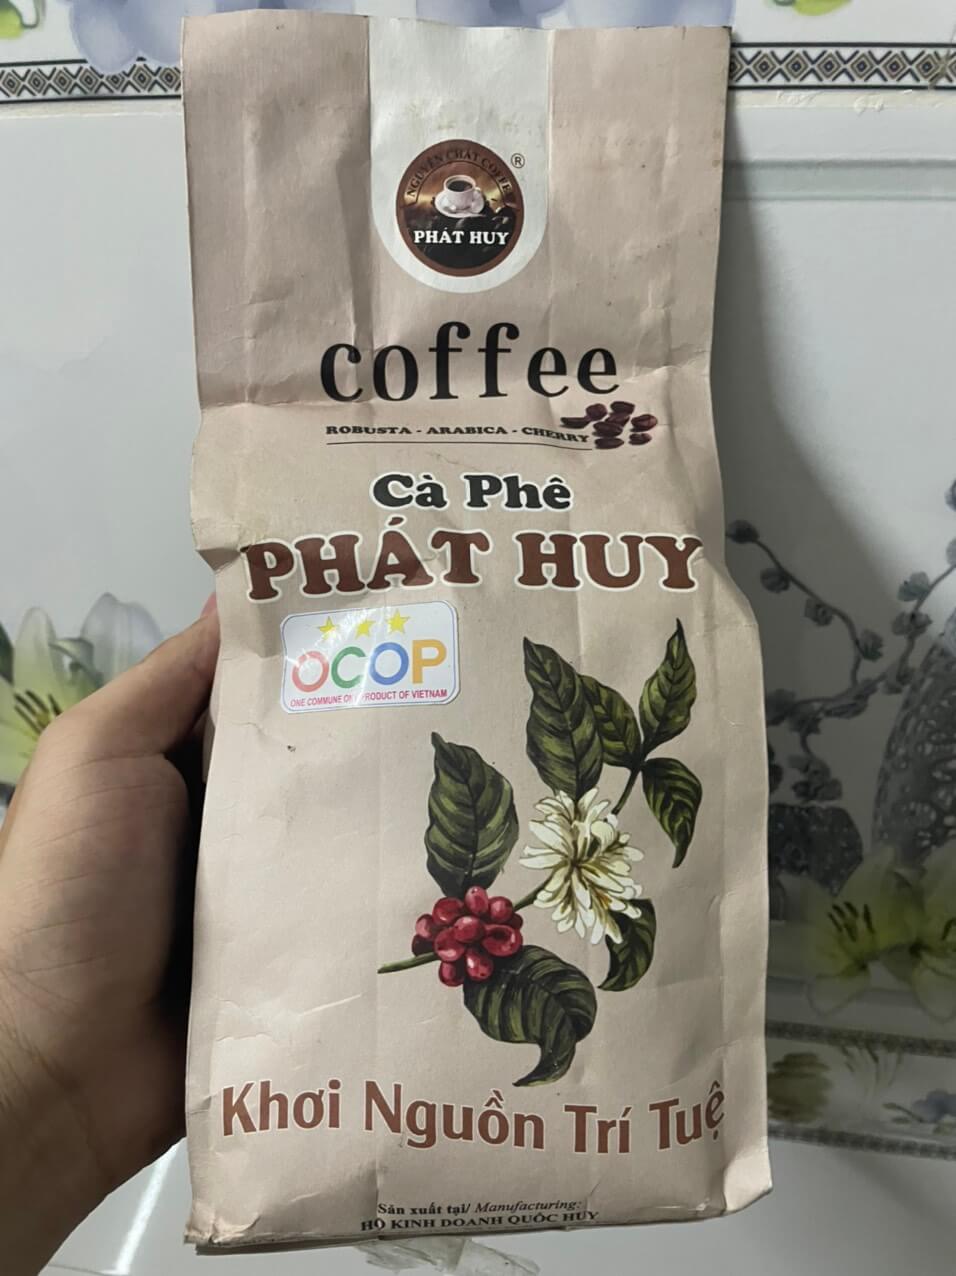 NGUYÊN CHẤT COFFE
®
PHÁT HUY
coffee
ROBUSTA - ARABICA - CHERRY
Cà Phê
PHÁT HUY
OCOP
ONE COMMUNE ONE PRODUCT OF VIETNAM
Khơi Nguồn Trí Tuệ
Sản xuất tại/ Manufacturing:
HỘ KINH DOANH QUỐC HUY